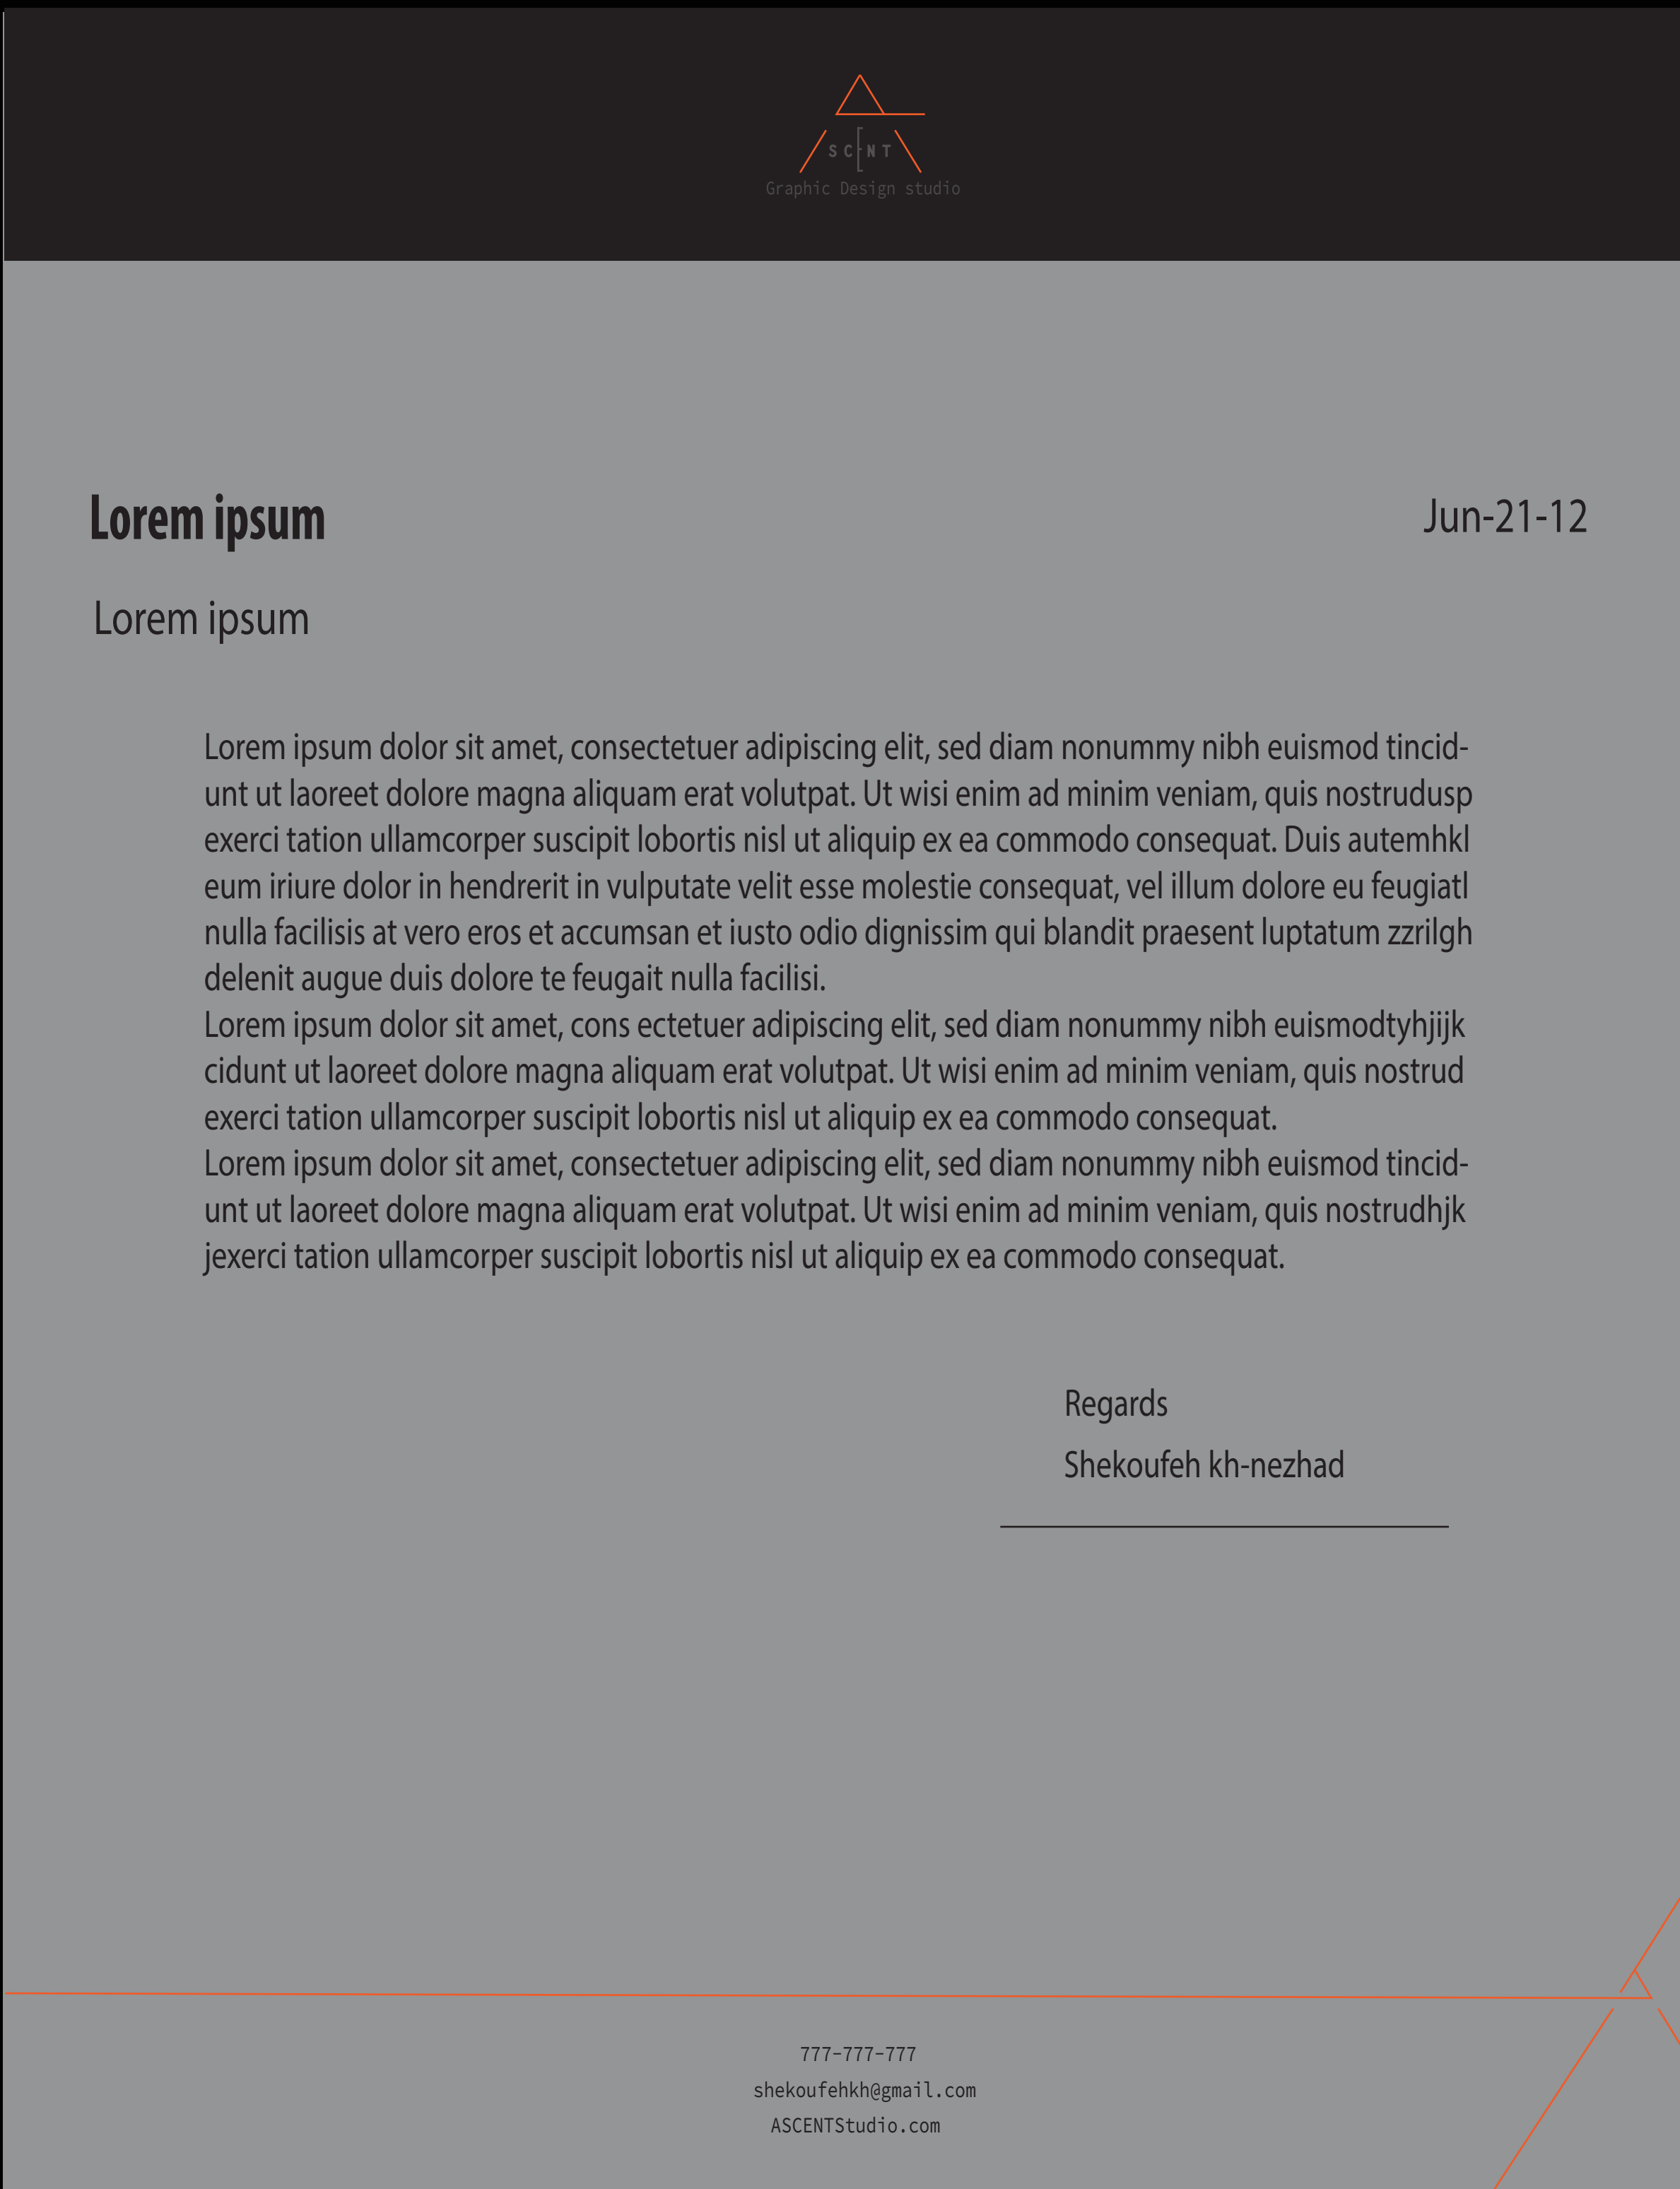 SCENT
Graphic Design studio
Lorem ipsum
Jun-21-12
Lorem ipsum
Lorem ipsum dolor sit amet, consectetuer adipiscing elit, sed diam nonummy nibh euismod tincid-
unt ut laoreet dolore magna aliquam erat volutpat. Ut wisi enim ad minim veniam, quis nostrudusp
exerci tation ullamcorper suscipit lobortis nisl ut aliquip ex ea commodo consequat. Duis autemhkl
eum iriure dolor in hendrerit in vulputate velit esse molestie consequat, vel illum dolore eu feugiatl
nulla facilisis at vero eros et accumsan et iusto odio dignissim qui blandit praesent luptatum zzrilgh
delenit augue duis dolore te feugait nulla facilisi.
Lorem ipsum dolor sit amet, cons ectetuer adipiscing elit, sed diam nonummy nibh euismodtyhjijk
cidunt ut laoreet dolore magna aliquam erat volutpat. Ut wisi enim ad minim veniam, quis nostrud
exerci tation ullamcorper suscipit lobortis nisl ut aliquip ex ea commodo consequat.
Lorem ipsum dolor sit amet, consectetuer adipiscing elit, sed diam nonummy nibh euismod tincid-
unt ut laoreet dolore magna aliquam erat volutpat. Ut wisi enim ad minim veniam, quis nostrudhjk
jexerci tation ullamcorper suscipit lobortis nisl ut aliquip ex ea commodo consequat.
Regards
Shekoufeh kh-nezhad
777-777-777
shekoufehkh@gmail.com
ASCENTStudio.com